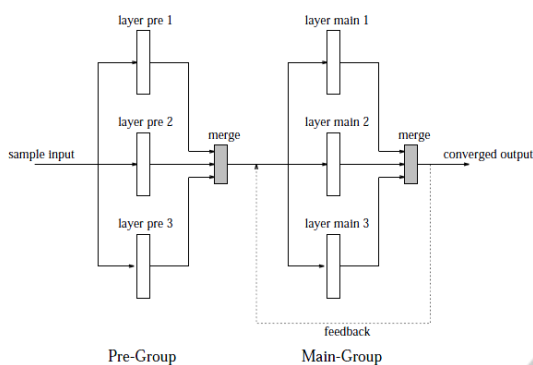 layer pre 1
layer main 1
layer pre 2
merge
layer main 2
merge
sample input
converged output
layer pre 3
layer main 3
feedback
Pre-Group
Main-Group